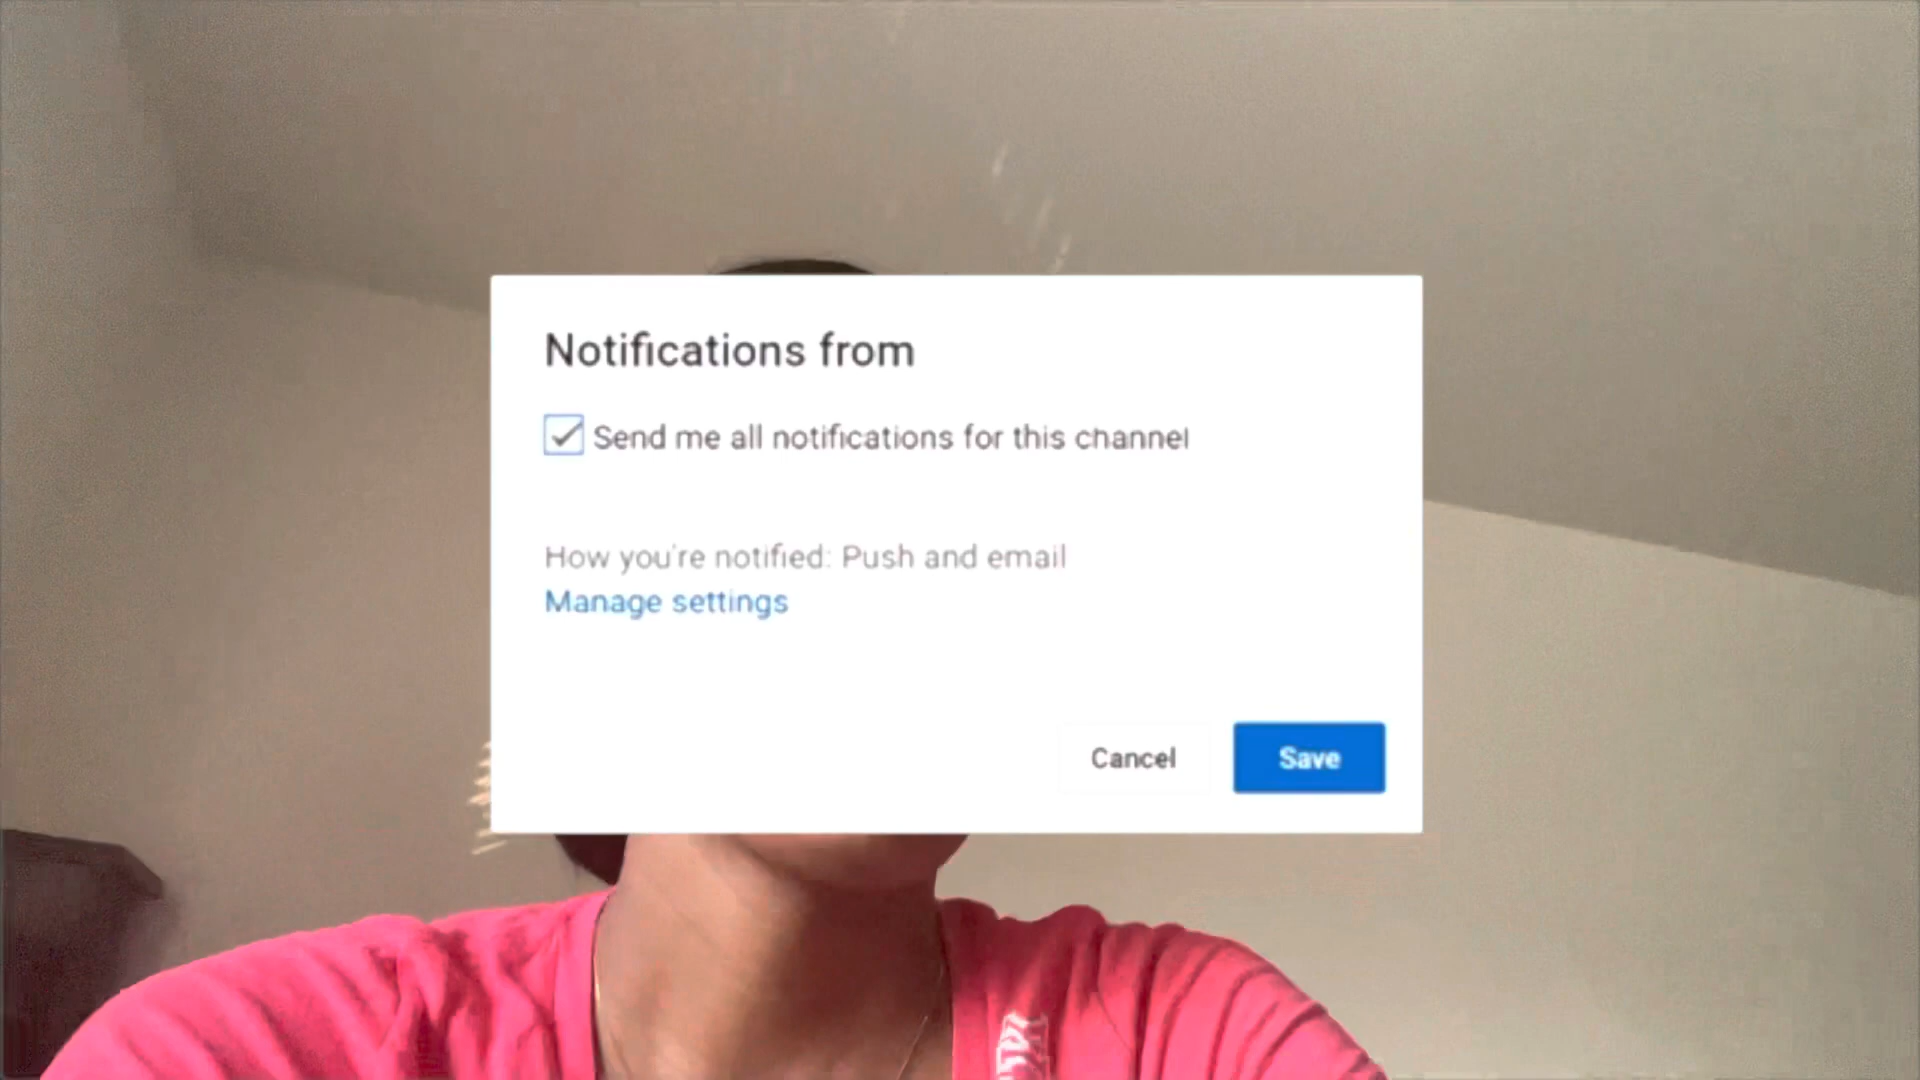 Notifications from
Send me all notifications for this channel
How you're notified: Push and email
Manage settings
Cancel
Save